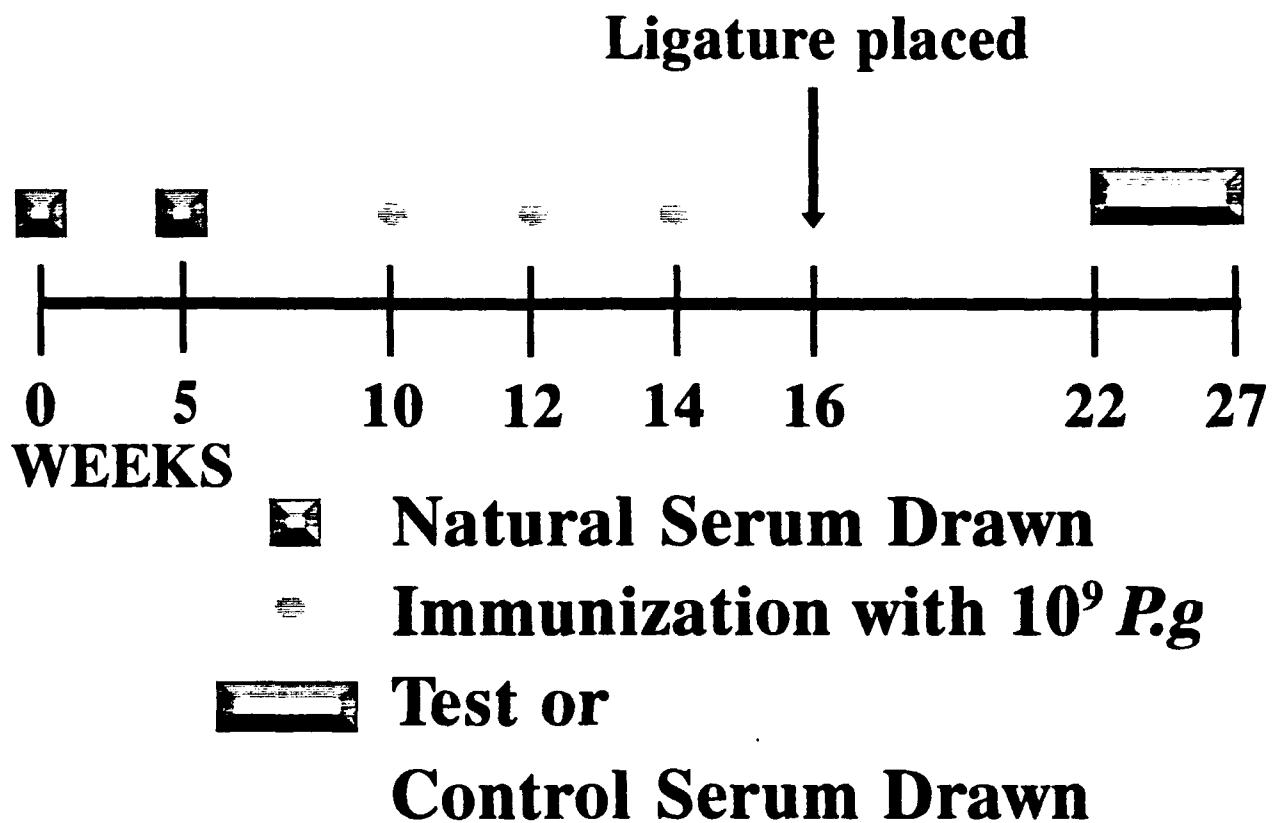 Ligature placed
0 5 10 12 14 16 22 27
WEEKS
Natural Serum Drawn
Immunization with 10⁹ P.g
Test or
Control Serum Drawn